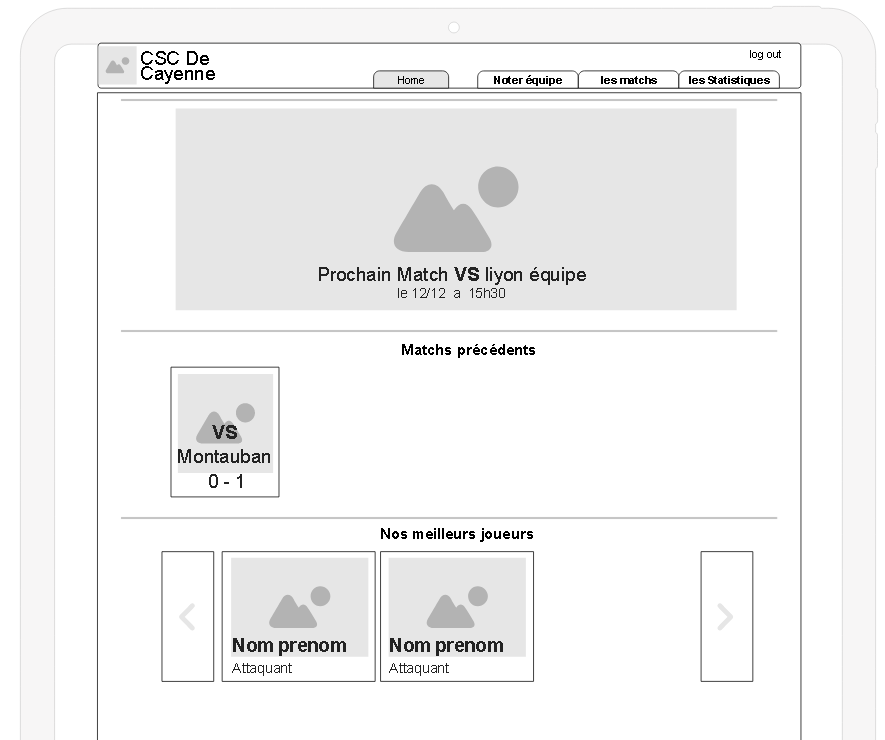 CSC De
Cayenne
log out
Home
Noter équipe
les matchs
les Statistiques
Prochain Match VS liyon équipe
le 12/12 a 15h30
Matchs précédents
VS
Montauban
0 - 1
Nos meilleurs joueurs
Nom prenom
Attaquant
Nom prenom
Attaquant